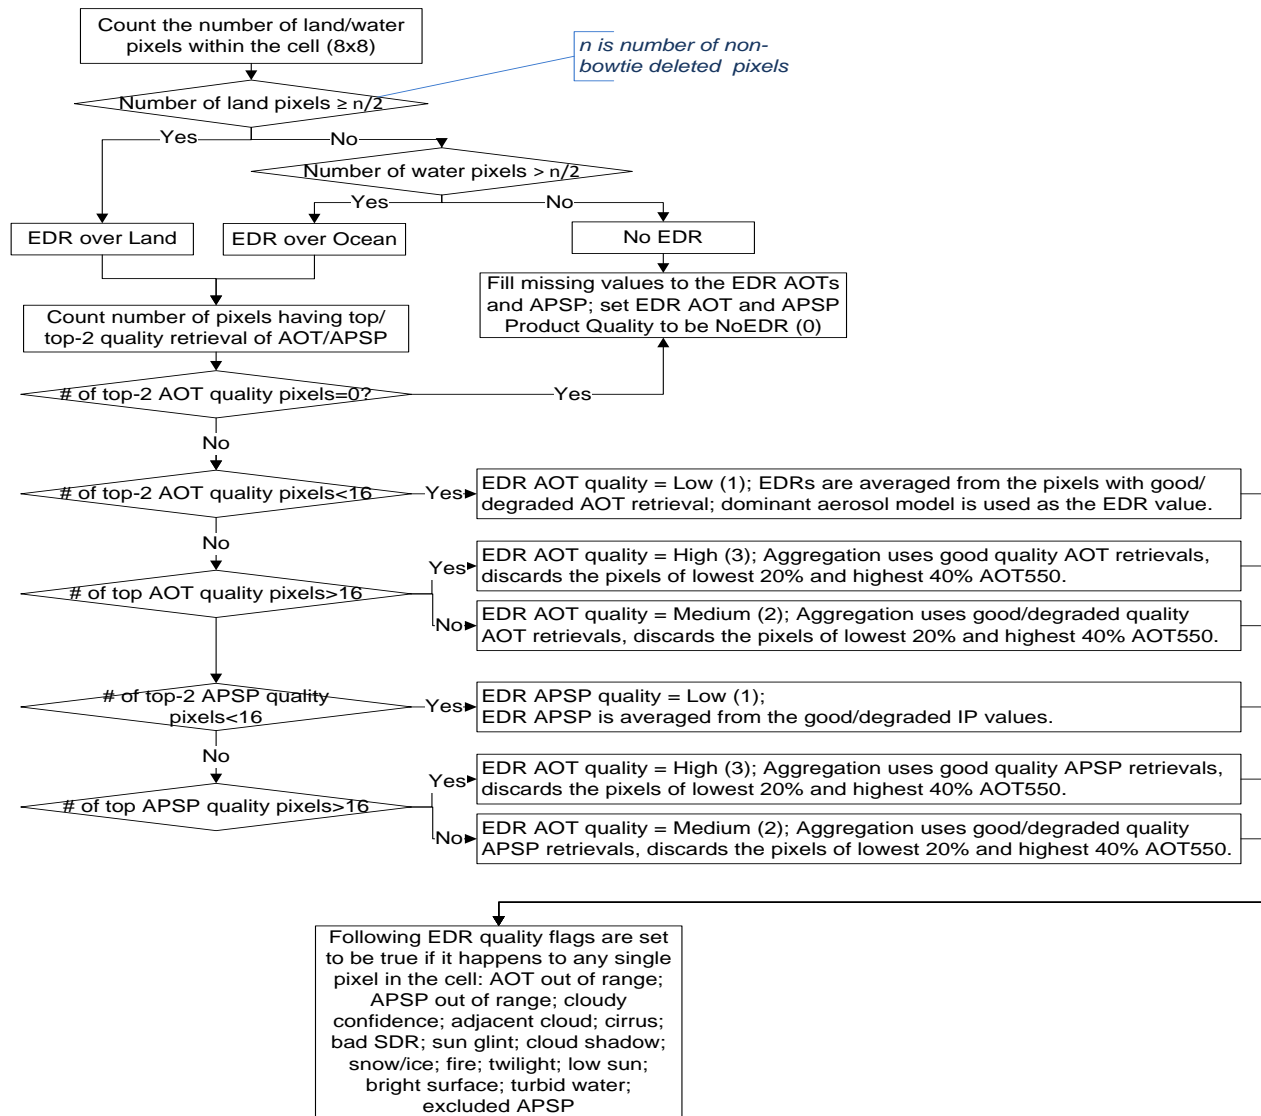 Count the number of land/water
pixels within the cell (8x8)
n is number of non-
bowtie deleted  pixels
Number of land pixels ≥ n/2
Yes
No
Number of water pixels > n/2
Yes
No
EDR over Land
EDR over Ocean
No EDR
Fill missing values to the EDR AOTs
and APSP; set EDR AOT and APSP
Product Quality to be NoEDR (0)
Count number of pixels having top/
top-2 quality retrieval of AOT/APSP
# of top-2 AOT quality pixels=0?
Yes
No
# of top-2 AOT quality pixels<16
Yes
EDR AOT quality = Low (1); EDRs are averaged from the pixels with good/
degraded AOT retrieval; dominant aerosol model is used as the EDR value.
No
# of top AOT quality pixels>16
Yes
EDR AOT quality = High (3); Aggregation uses good quality AOT retrievals,
discards the pixels of lowest 20% and highest 40% AOT550.
No
EDR AOT quality = Medium (2); Aggregation uses good/degraded quality
AOT retrievals, discards the pixels of lowest 20% and highest 40% AOT550.
# of top-2 APSP quality
pixels<16
Yes
EDR APSP quality = Low (1);
EDR APSP is averaged from the good/degraded IP values.
No
# of top APSP quality pixels>16
Yes
EDR AOT quality = High (3); Aggregation uses good quality APSP retrievals,
discards the pixels of lowest 20% and highest 40% AOT550.
No
EDR AOT quality = Medium (2); Aggregation uses good/degraded quality
APSP retrievals, discards the pixels of lowest 20% and highest 40% AOT550.
Following EDR quality flags are set
to be true if it happens to any single
pixel in the cell: AOT out of range;
APSP out of range; cloudy
confidence; adjacent cloud; cirrus;
bad SDR; sun glint; cloud shadow;
snow/ice; fire; twilight; low sun;
bright surface; turbid water;
excluded APSP